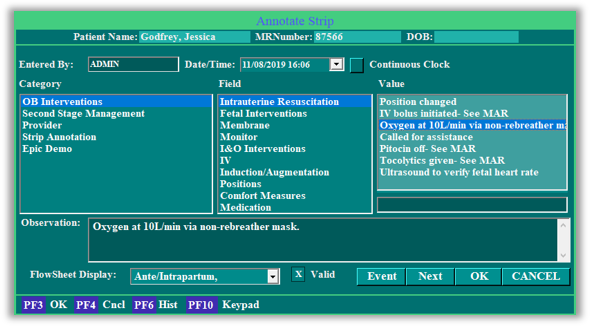 Annotate Strip
Patient Name: Godfrey, Jessica MRNumber: 87566 DOB:
Entered By: ADMIN Date/Time: 11/08/2019 16:06 Continuous Clock
Category Field Value
OB Interventions Intrauterine Resuscitation Position changed
Second Stage Management Fetal Interventions IV bolus initiated- See MAR
Provider Membrane Oxygen at 10L/min via non-rebreather m
Strip Annotation Monitor Called for assistance
Epic Demo I&O Interventions Pitocin off- See MAR
IV Tocolytics given- See MAR
Induction/Augmentation Ultrasound to verify fetal heart rate
Positions
Comfort Measures
Medication
Observation: Oxygen at 10L/min via non-rebreather mask.
FlowSheet Display: Ante/Intrapartum, X Valid Event Next OK CANCEL
PF3 OK PF4 Cncl PF6 Hist PF10 Keypad